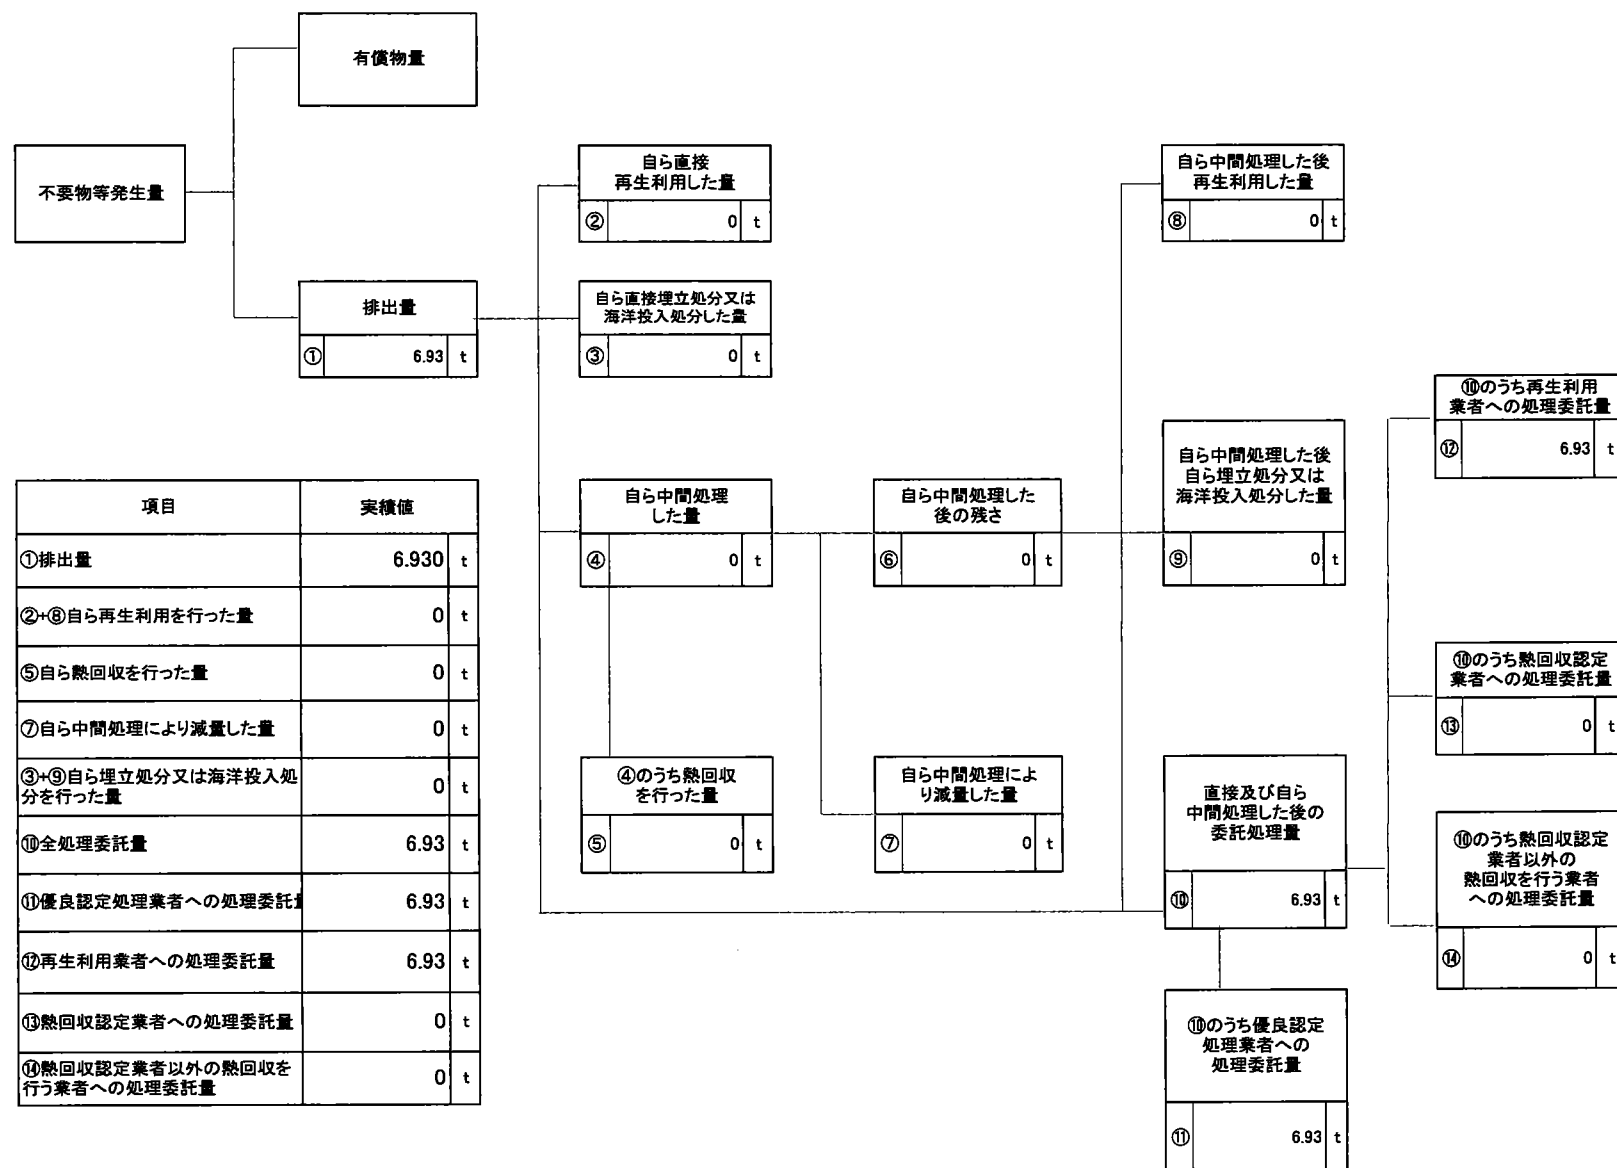 有償物量
不要物等発生量
排出量
① 6.93 t
自ら直接
再生利用した量
② 0 t
自ら直接埋立処分又は
海洋投入処分した量
③ 0 t
自ら中間処理
した量
④ 0 t
④のうち熱回収
を行った量
⑤ 0 t
自ら中間処理した
後の残さ
⑥ 0 t
自ら中間処理によ
り減量した量
⑦ 0 t
自ら中間処理した後
再生利用した量
⑧ 0 t
自ら中間処理した後
自ら埋立処分又は
海洋投入処分した量
⑨ 0 t
直接及び自ら
中間処理した後の
委託処理量
⑩ 6.93 t
⑩のうち優良認定
処理業者への
処理委託量
⑪ 6.93 t
⑩のうち再生利用
業者への処理委託量
⑫ 6.93 t
⑩のうち熱回収認定
業者への処理委託量
⑬ 0 t
⑩のうち熱回収認定
業者以外の
熱回収を行う業者
への処理委託量
⑭ 0 t
項目 実績値
①排出量 6.930 t
②+⑧自ら再生利用を行った量 0 t
⑤自ら熱回収を行った量 0 t
⑦自ら中間処理により減量した量 0 t
③+⑨自ら埋立処分又は海洋投入処
分を行った量 0 t
⑩全処理委託量 6.93 t
⑪優良認定処理業者への処理委託量 6.93 t
⑫再生利用業者への処理委託量 6.93 t
⑬熱回収認定業者への処理委託量 0 t
⑭熱回収認定業者以外の熱回収を
行う業者への処理委託量 0 t